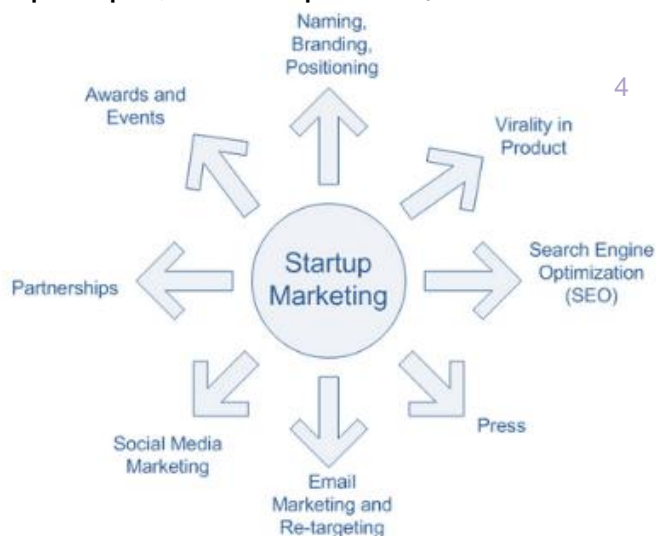 Naming,
Branding,
Positioning
4
Awards and
Events
Virality in
Product
Search Engine
Optimization
(SEO)
Startup
Marketing
Partnerships
Press
Social Media
Marketing
Email
Marketing and
Re-targeting